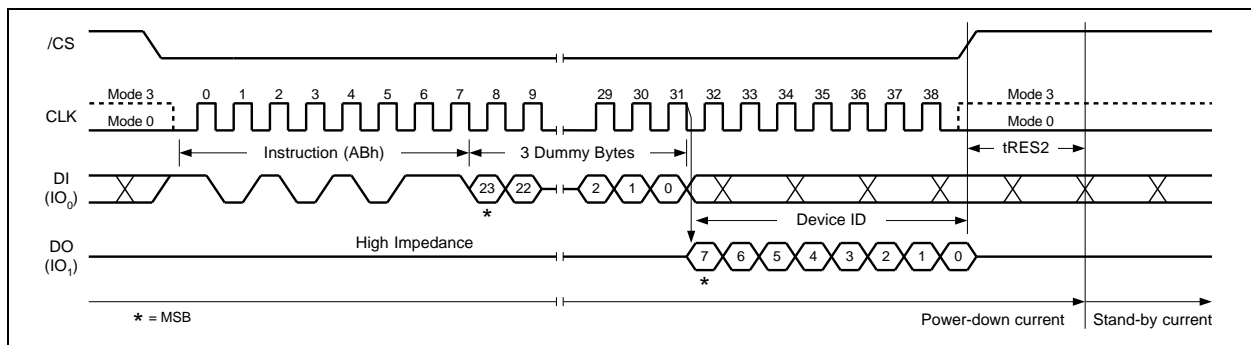 /CS
Mode 3 0 1 2 3 4 5 6 7 8 9 29 30 31 32 33 34 35 36 37 38 Mode 3
CLK Mode 0 Mode 0
Instruction (ABh) 3 Dummy Bytes tRES2
DI
(IO0) 23 22 2 1 0
* Device ID
DO
(IO1) High Impedance 7 6 5 4 3 2 1 0
*
* = MSB Power-down current Stand-by current